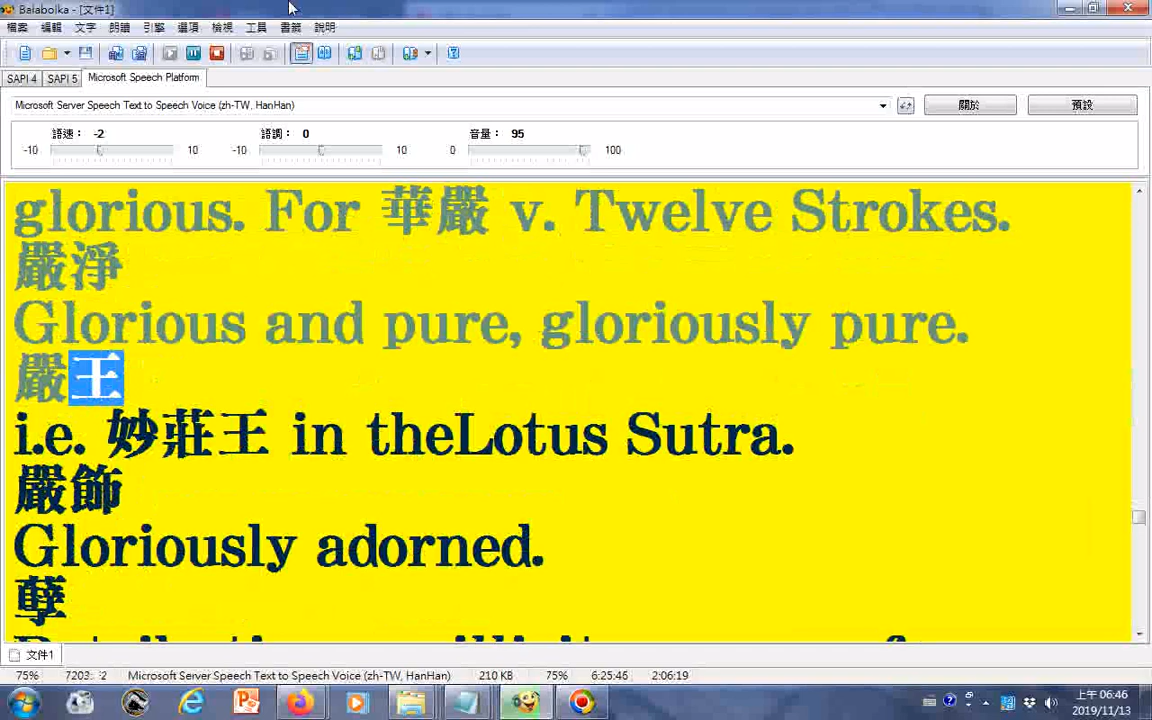 Balabolka - [文件1]
檔案 編輯 文字 朗讀 引擎 選項 檢視 工具 書籤 說明
SAPI 4 SAPI 5 Microsoft Speech Platform
Microsoft Server Speech Text to Speech Voice (zh-TW, HanHan) 關於 預設
語速： -2 語調： 0 音量： 95
-10 10 -10 10 0 100
glorious. For 華嚴 v. Twelve Strokes.
嚴淨
Glorious and pure, gloriously pure.
嚴王
i.e. 妙莊王 in theLotus Sutra.
嚴飾
Gloriously adorned.
孽
文件1
75% Microsoft Server Speech Text to Speech Voice (zh-TW, HanHan) 210 KB 75% 6:25:46 2:06:19
上午 06:46
2019/11/13